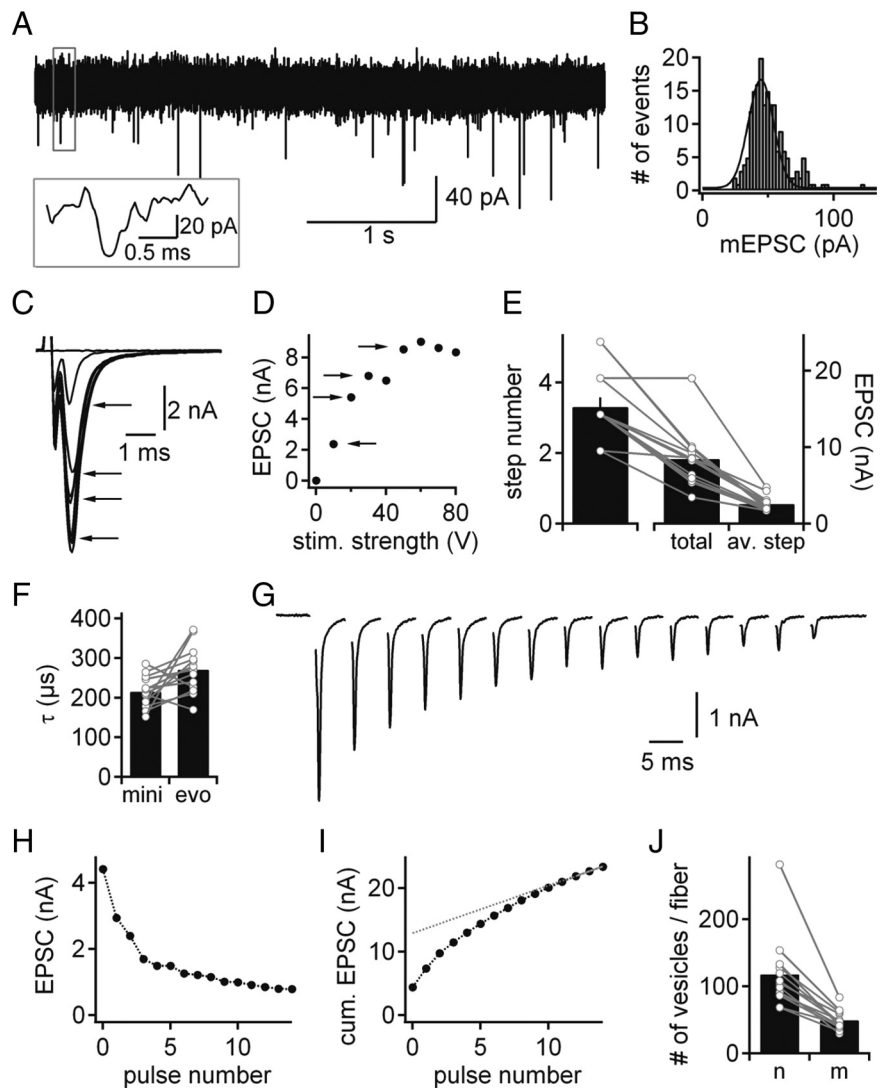 A
40 pA
1 s
20 pA
0.5 ms
B
# of events
20
15
10
5
0
0
100
mEPSC (pA)
C
2 nA
1 ms
D
EPSC (nA)
8
6
4
2
0
0
40
80
stim. strength (V)
E
step number
4
2
0
20
10
0
EPSC (nA)
total
av. step
F
τ (μs)
400
300
200
100
0
mini
evo
G
1 nA
5 ms
H
EPSC (nA)
4
2
0
0
5
10
pulse number
I
cum. EPSC (nA)
20
10
0
0
5
10
pulse number
J
# of vesicles / fiber
200
100
0
n
m